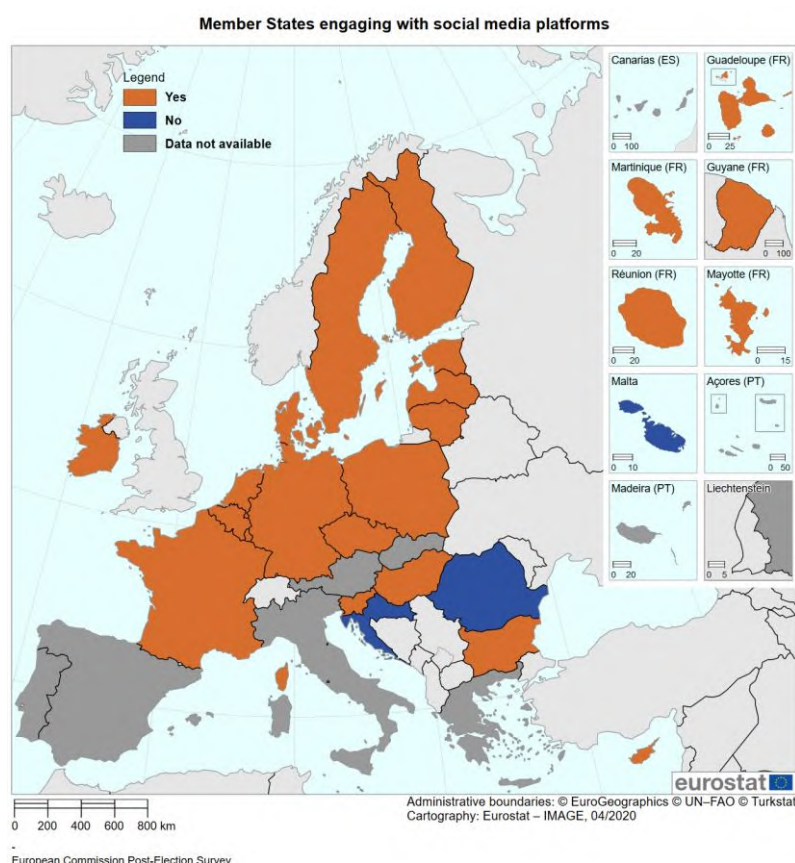 Member States engaging with social media platforms
Legend
Yes
No
Data not available
Canarias (ES)
0 100
Guadeloupe (FR)
0 25
Martinique (FR)
0 20
Guyane (FR)
0 100
Réunion (FR)
0 20
Mayotte (FR)
0 15
Malta
0 10
Açores (PT)
0 50
Madeira (PT)
0 20
Liechtenstein
0 5
eurostat
Administrative boundaries: © EuroGeographics © UN–FAO © Turkstat
Cartography: Eurostat – IMAGE, 04/2020
0 200 400 600 800 km
-
European Commission Post-Election Survey